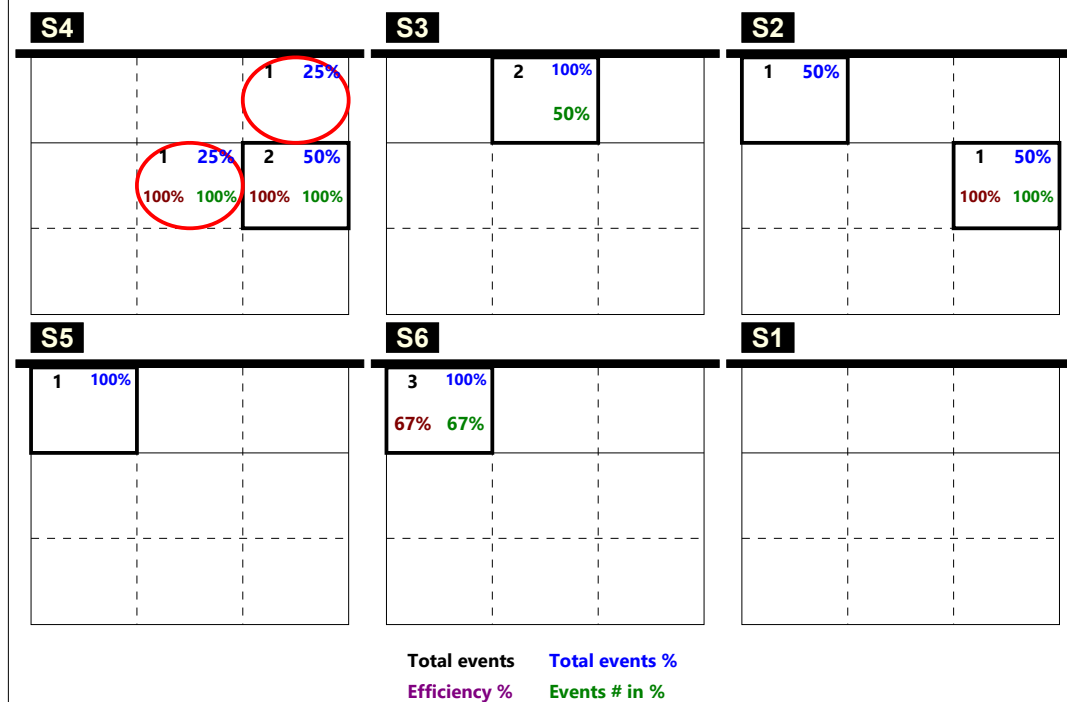 S4 S3 S2
1 25% 2 100% 1 50%
50%
1 25% 2 50% 1 50%
100% 100% 100% 100% 100% 100%
S5 S6 S1
1 100% 3 100%
67% 67%
Total events Total events %
Efficiency % Events # in %